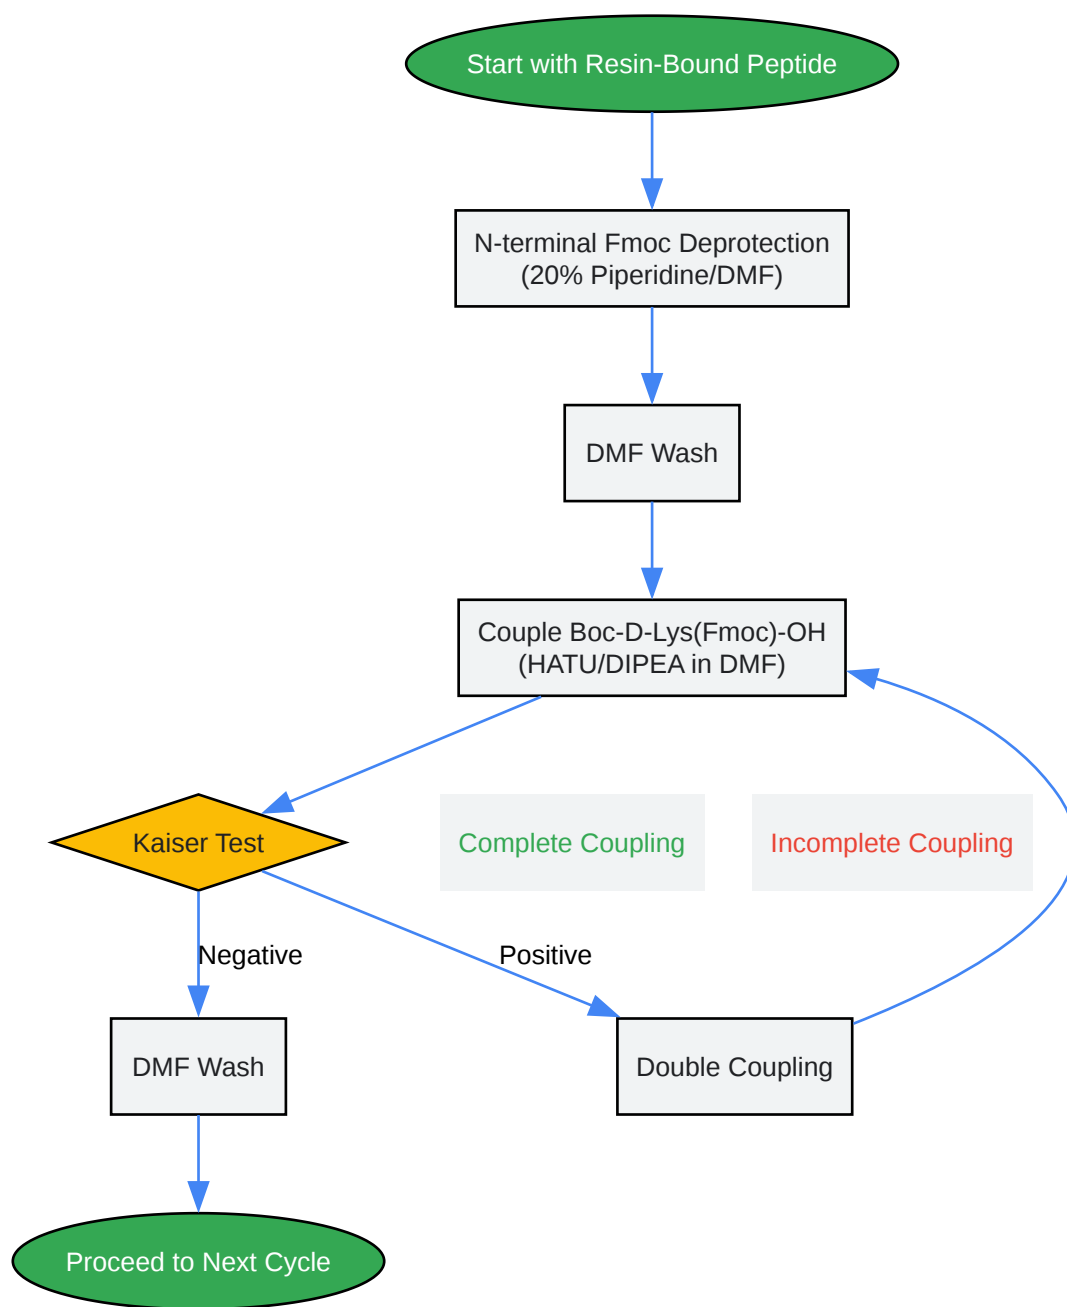 Start with Resin-Bound Peptide
N-terminal Fmoc Deprotection
(20% Piperidine/DMF)
DMF Wash
Couple Boc-D-Lys(Fmoc)-OH
(HATU/DIPEA in DMF)
Kaiser Test
Complete Coupling
Incomplete Coupling
Negative
Positive
DMF Wash
Double Coupling
Proceed to Next Cycle